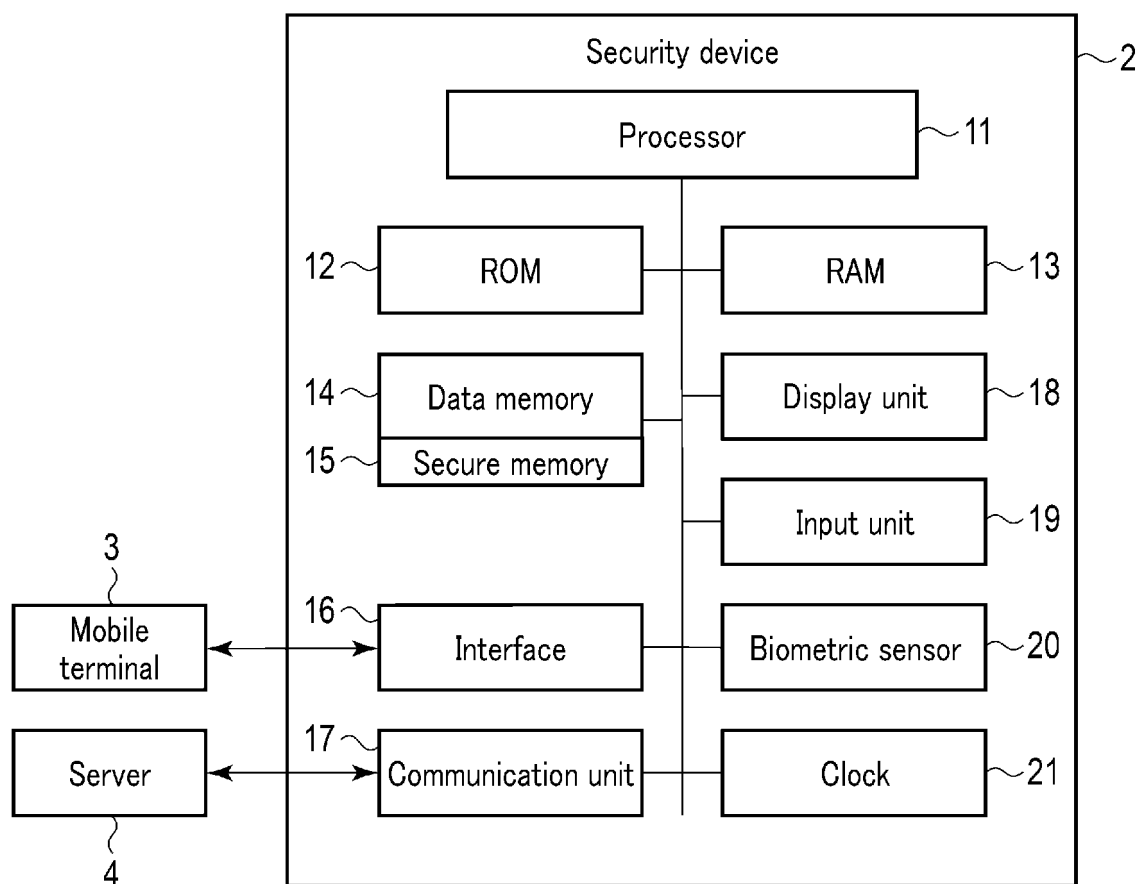 Security device
2
Processor
11
12
ROM
RAM
13
14
Data memory
Display unit
18
15
Secure memory
Input unit
19
3
Mobile
terminal
16
Interface
Biometric sensor
20
Server
4
17
Communication unit
Clock
21